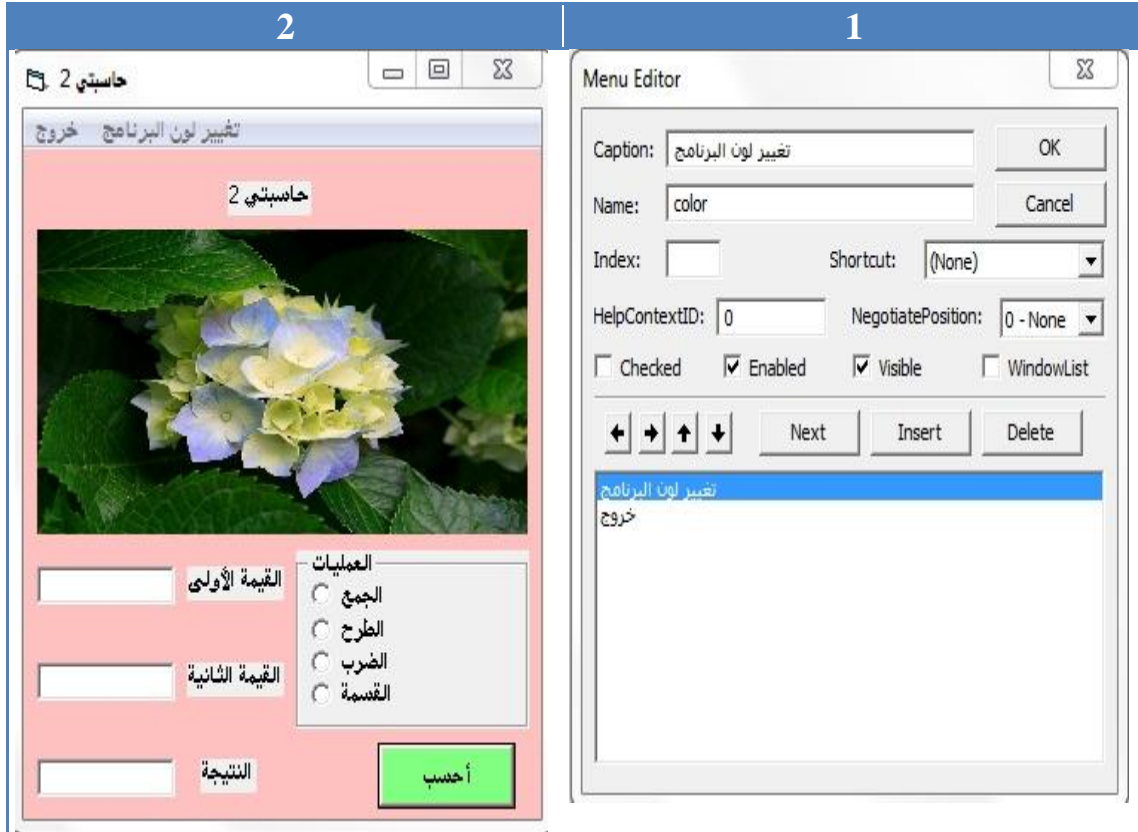 2
1
حاسبتي 2
تغيير لون البرنامج خروج
حاسبتي 2
العمليات
الجمع
الطرح
الضرب
القسمة
القيمة الأولى
القيمة الثانية
النتيجة
أحسب
Menu Editor
Caption: تغيير لون البرنامج OK
Name: color Cancel
Index: Shortcut: (None)
HelpContextID: 0 NegotiatePosition: 0 - None
Checked Enabled Visible WindowList
Next Insert Delete
تغيير لون البرنامج
خروج